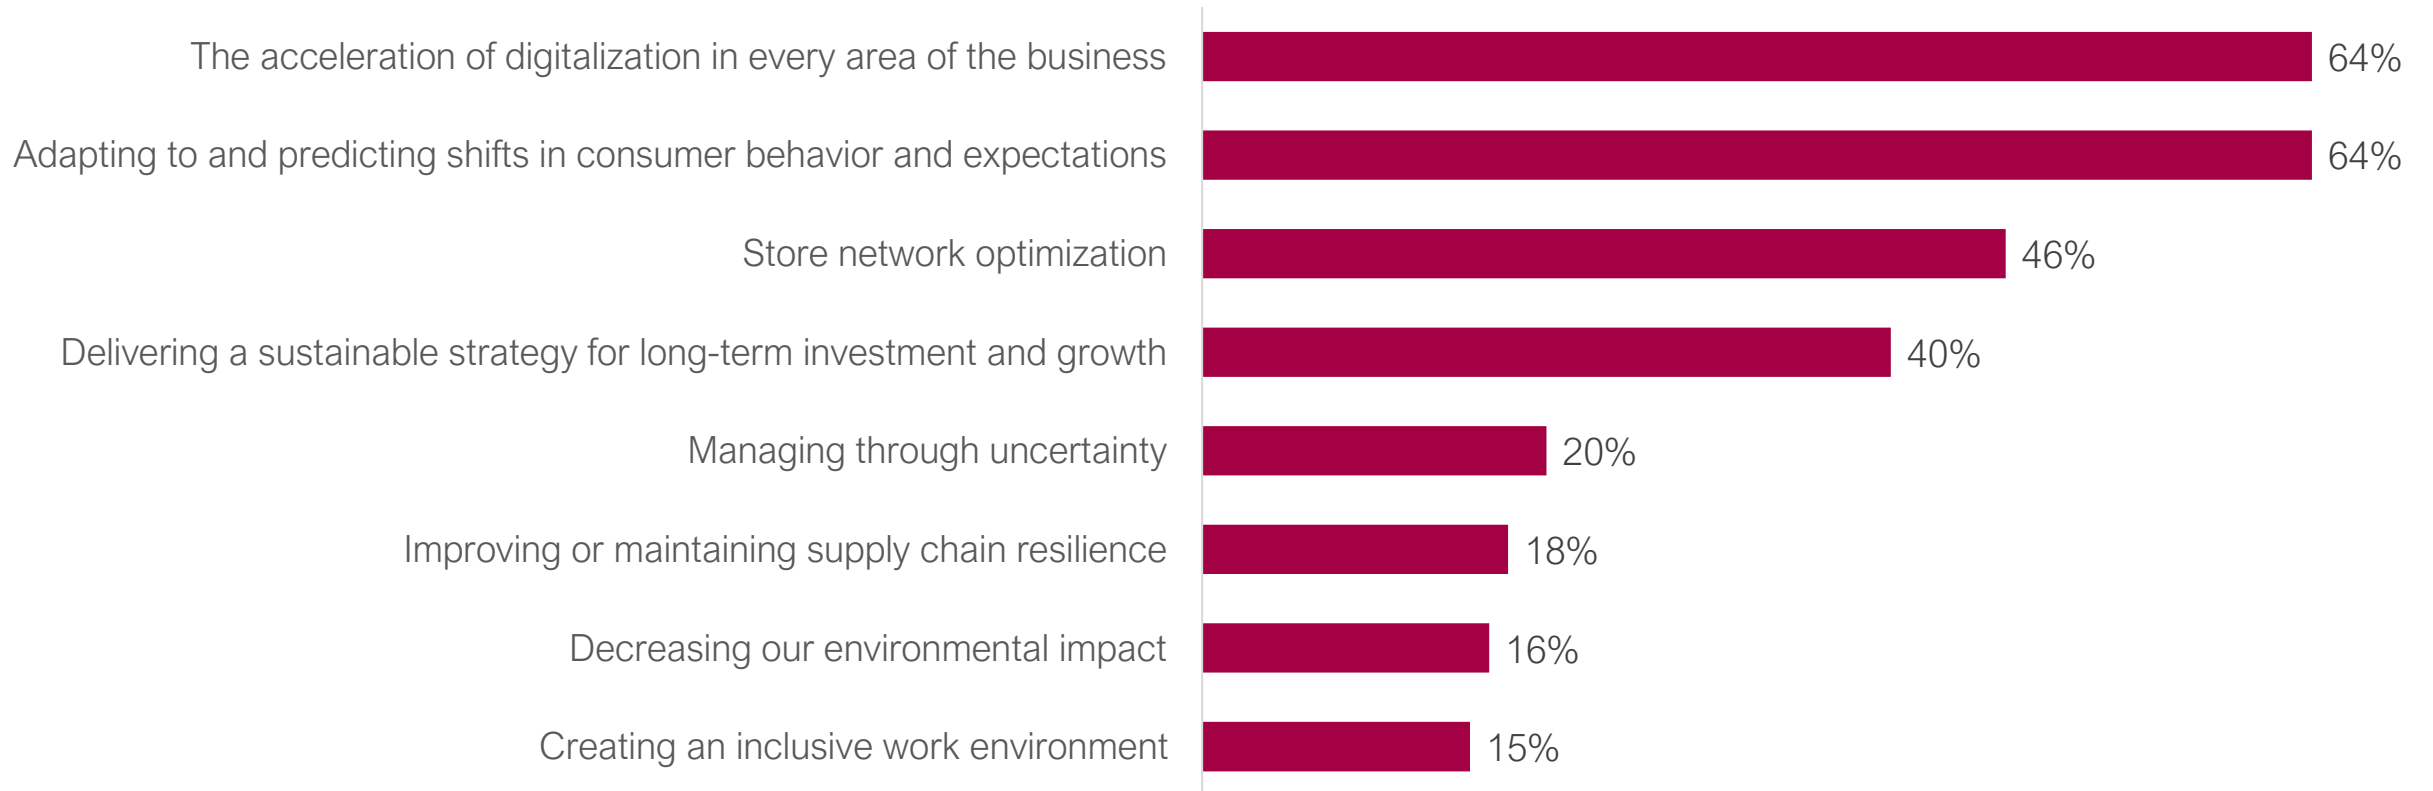 The acceleration of digitalization in every area of the business 64%
Adapting to and predicting shifts in consumer behavior and expectations 64%
Store network optimization 46%
Delivering a sustainable strategy for long-term investment and growth 40%
Managing through uncertainty 20%
Improving or maintaining supply chain resilience 18%
Decreasing our environmental impact 16%
Creating an inclusive work environment 15%